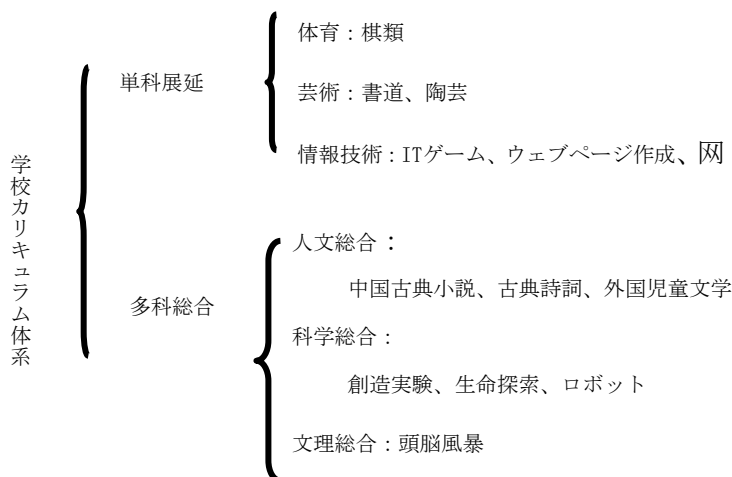 学校カリキュラム体系
単科展延
体育：棋類
芸術：書道、陶芸
情報技術：ITゲーム、ウェブページ作成、网
多科総合
人文総合：
中国古典小説、古典詩詞、外国児童文学
科学総合：
創造実験、生命探索、ロボット
文理総合：頭脳風暴